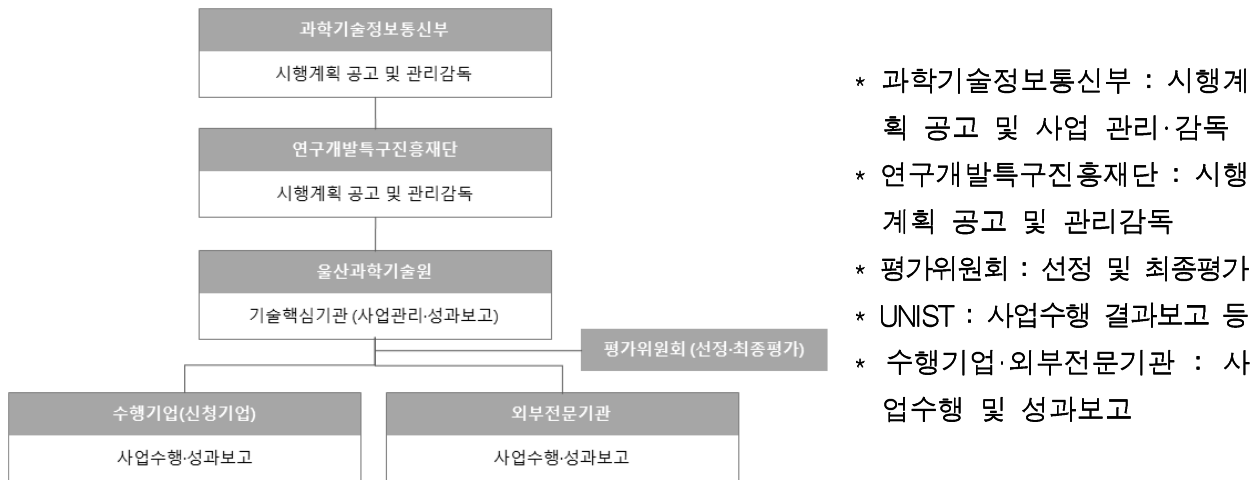 과학기술정보통신부
시행계획 공고 및 관리감독
연구개발특구진흥재단
시행계획 공고 및 관리감독
울산과학기술원
기술핵심기관 (사업관리·성과보고)
평가위원회 (선정·최종평가)
수행기업(신청기업)
사업수행·성과보고
외부전문기관
사업수행·성과보고
* 과학기술정보통신부 : 시행계
획 공고 및 사업 관리·감독
* 연구개발특구진흥재단 : 시행
계획 공고 및 관리감독
* 평가위원회 : 선정 및 최종평가
* UNIST : 사업수행 결과보고 등
* 수행기업·외부전문기관 : 사
업수행 및 성과보고